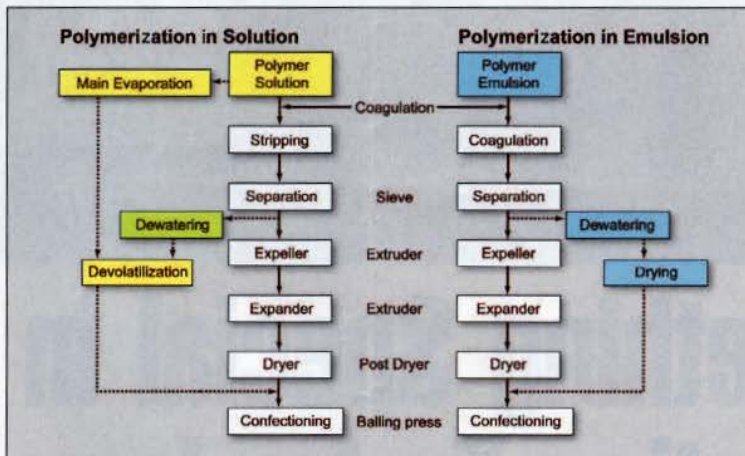 Polymerization in Solution
Polymerization in Emulsion
Main Evaporation
Polymer
Solution
Polymer
Emulsion
Coagulation
Stripping
Coagulation
Separation
Sieve
Separation
Dewatering
Dewatering
Expeller
Extruder
Expeller
Devolatilization
Drying
Expander
Extruder
Expander
Dryer
Post Dryer
Dryer
Confectioning
Balling press
Confectioning